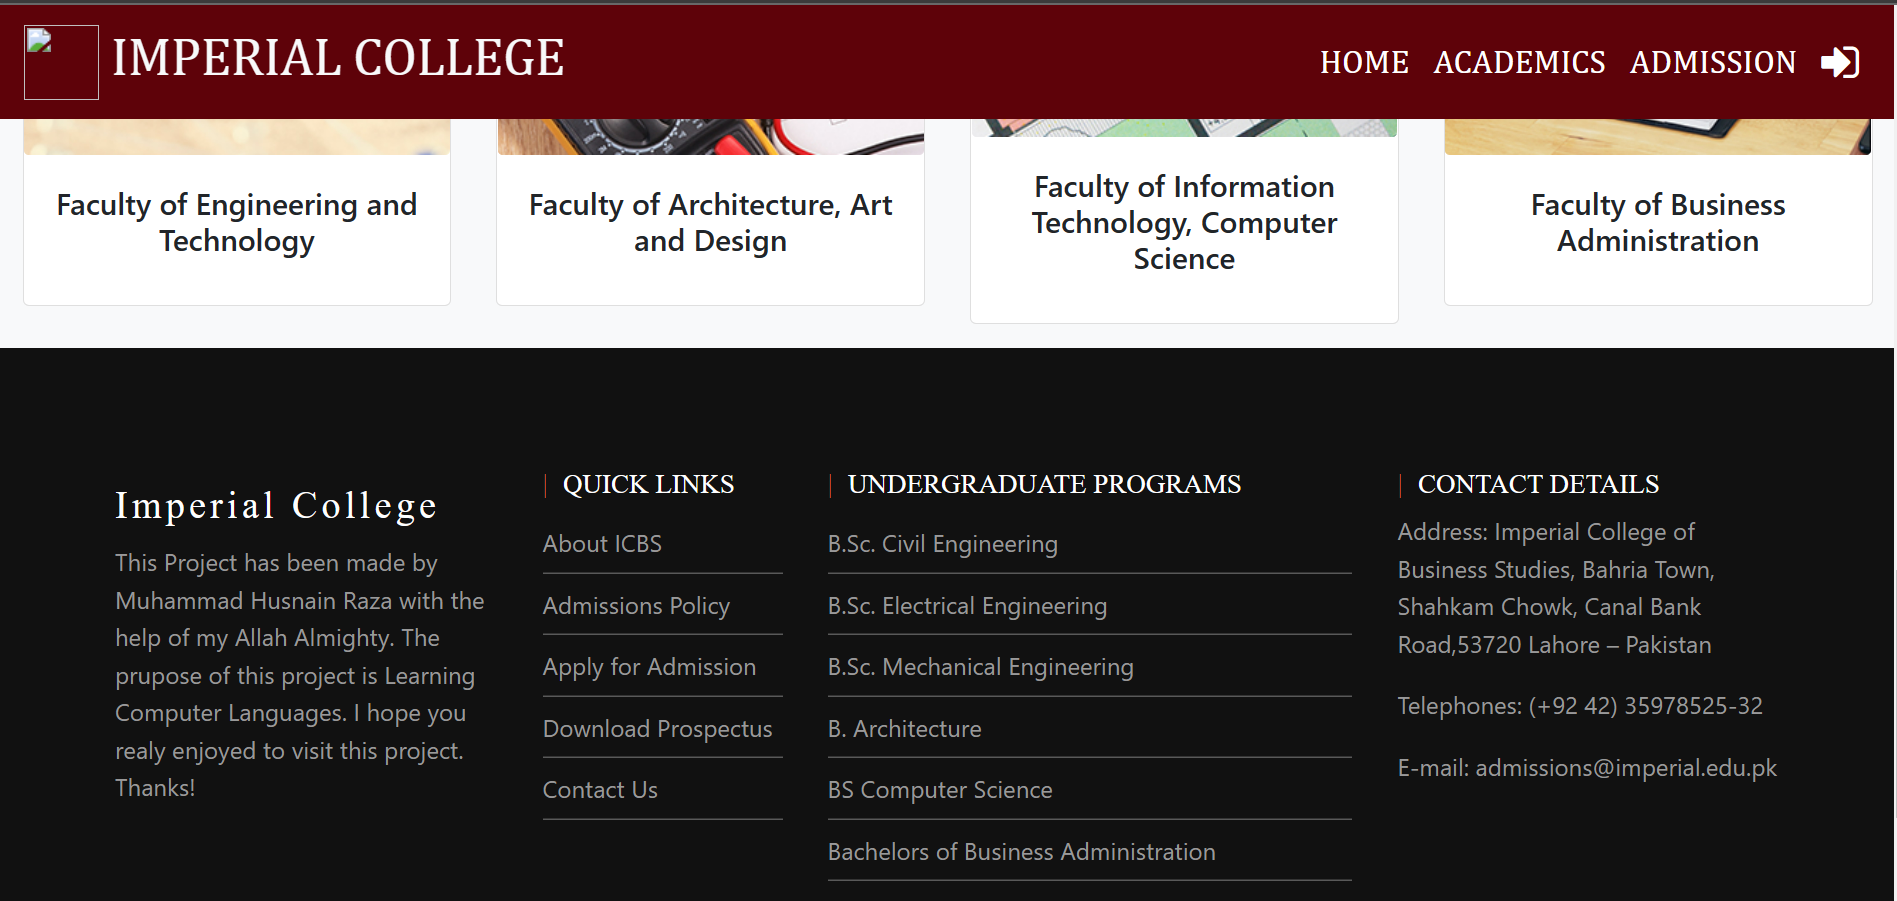 IMPERIAL COLLEGE
HOME ACADEMICS ADMISSION
Faculty of Engineering and
Technology
Faculty of Architecture, Art
and Design
Faculty of Information
Technology, Computer
Science
Faculty of Business
Administration
Imperial College
This Project has been made by
Muhammad Husnain Raza with the
help of my Allah Almighty. The
prupose of this project is Learning
Computer Languages. I hope you
realy enjoyed to visit this project.
Thanks!
QUICK LINKS
About ICBS
Admissions Policy
Apply for Admission
Download Prospectus
Contact Us
UNDERGRADUATE PROGRAMS
B.Sc. Civil Engineering
B.Sc. Electrical Engineering
B.Sc. Mechanical Engineering
B. Architecture
BS Computer Science
Bachelors of Business Administration
CONTACT DETAILS
Address: Imperial College of
Business Studies, Bahria Town,
Shahkam Chowk, Canal Bank
Road,53720 Lahore – Pakistan
Telephones: (+92 42) 35978525-32
E-mail: admissions@imperial.edu.pk